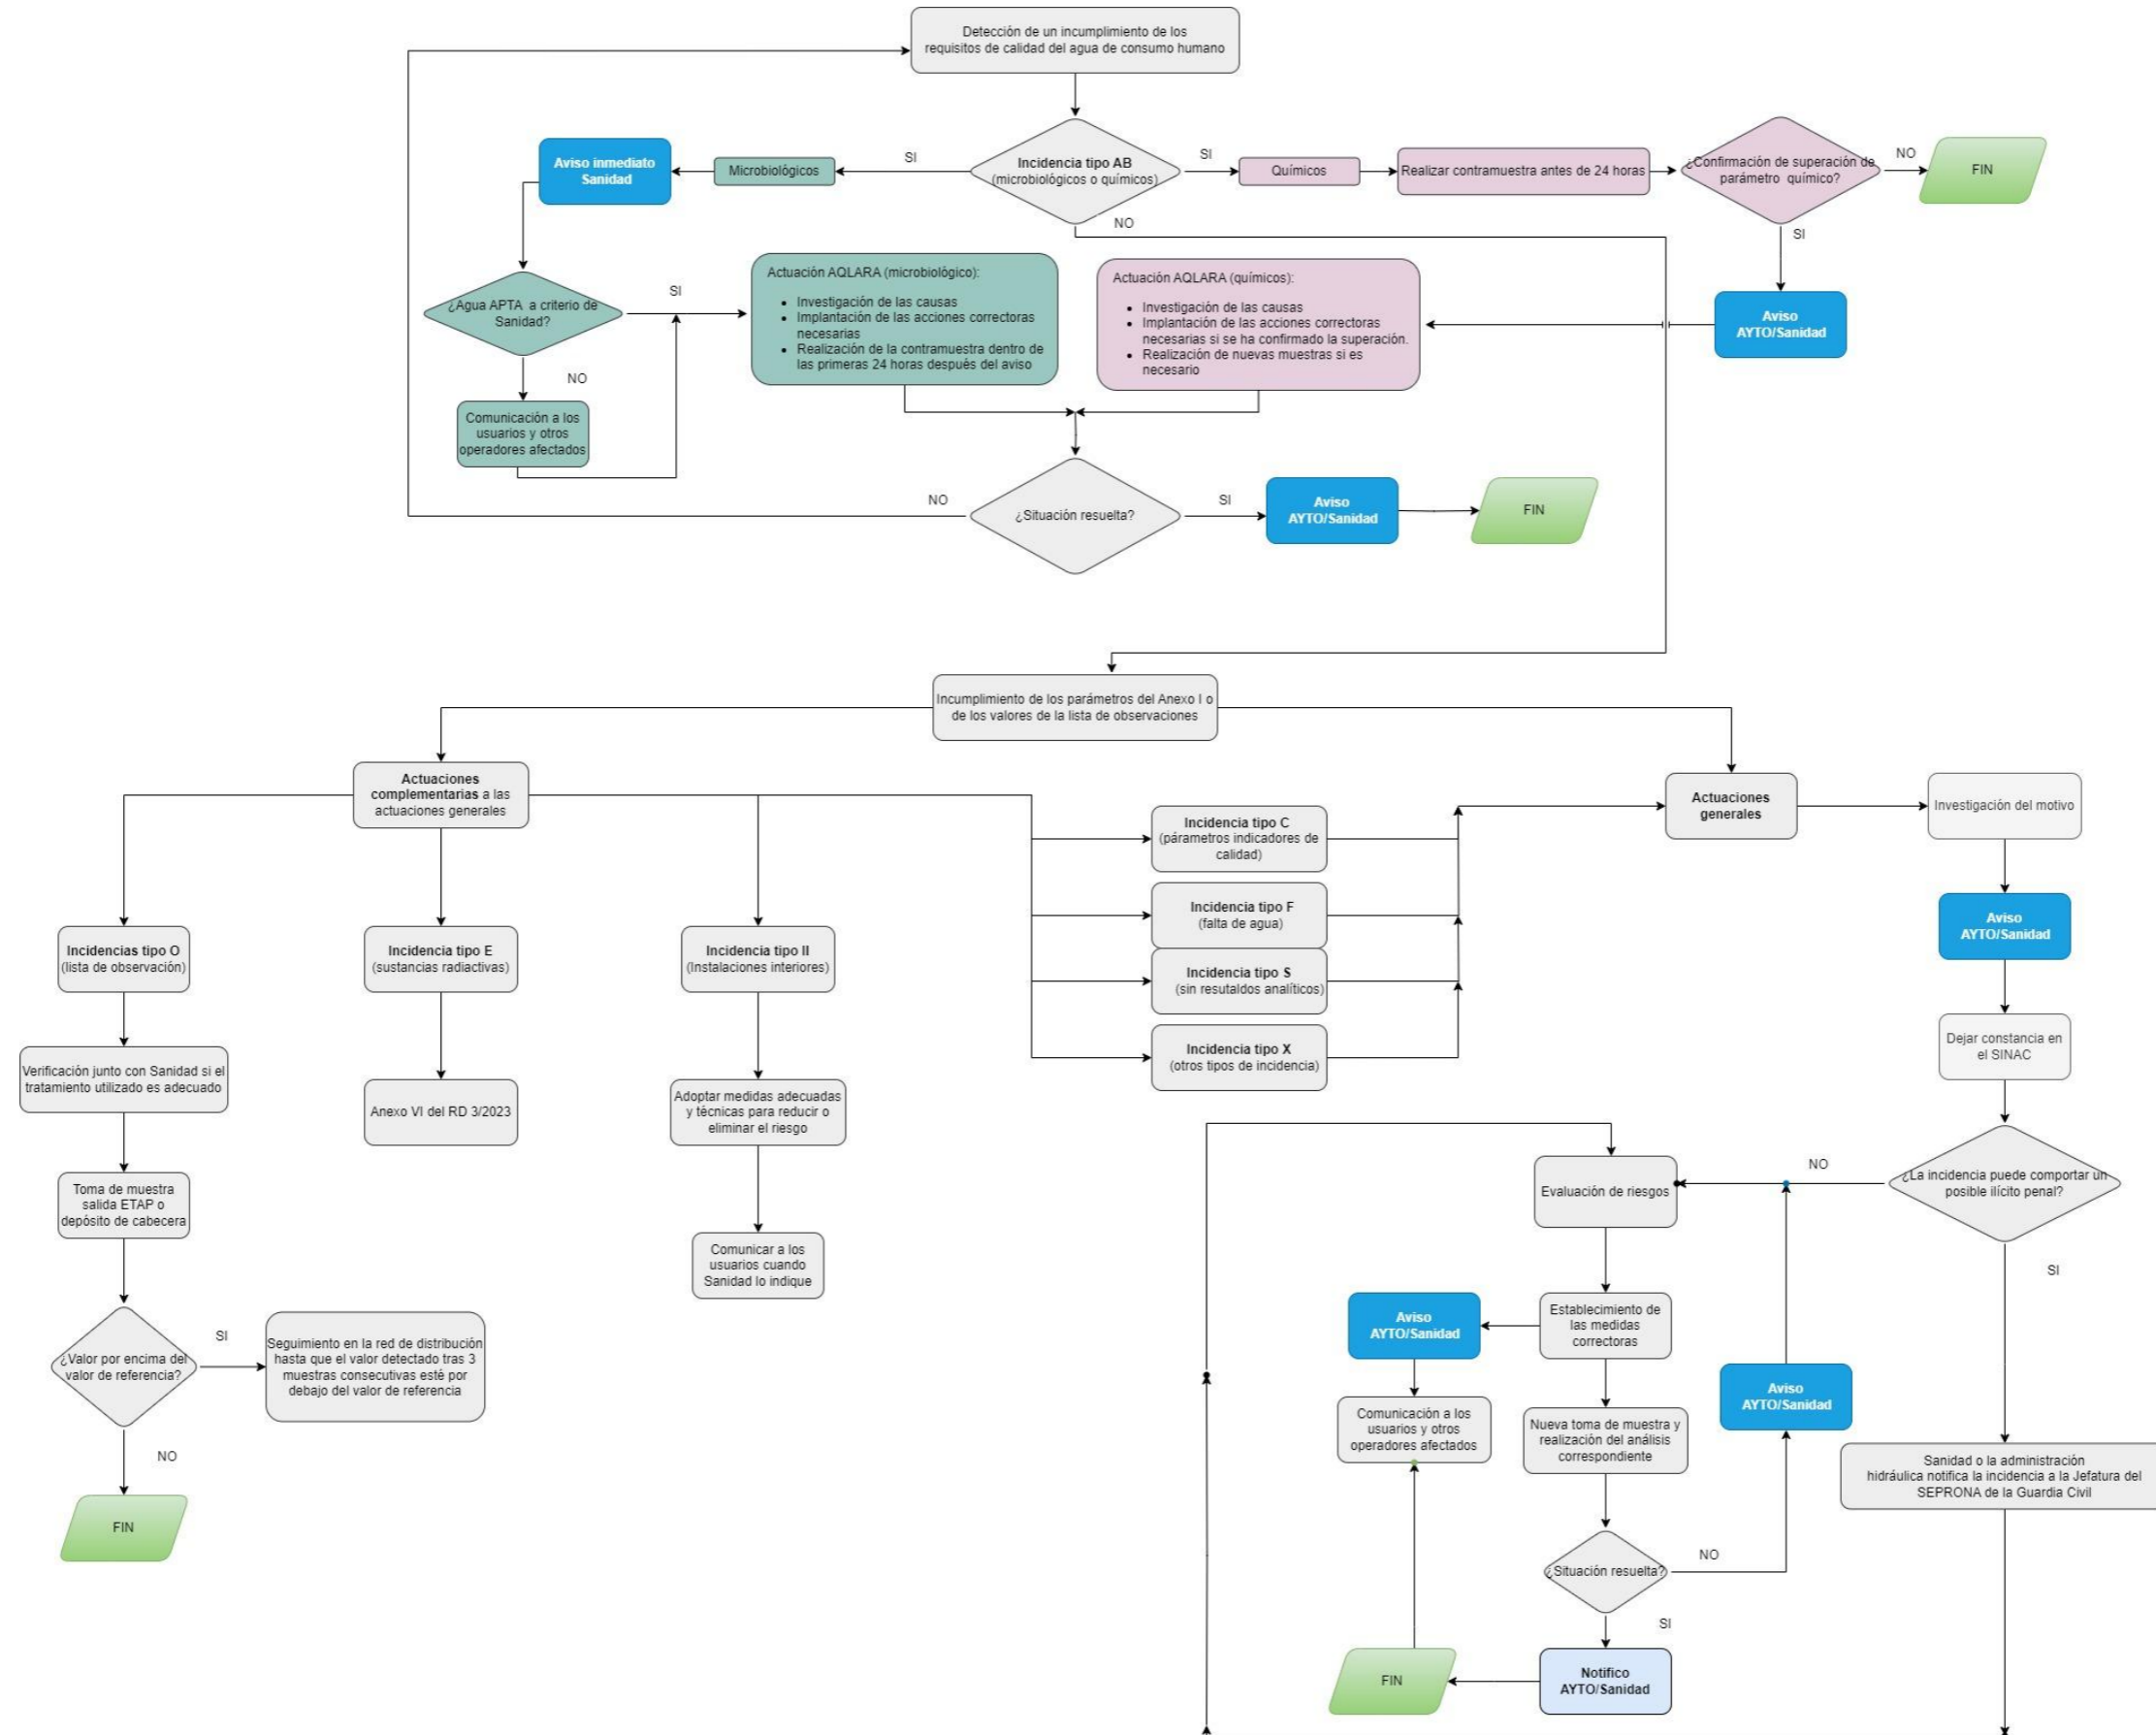 Detección de un incumplimiento de los
requisitos de calidad del agua de consumo humano
Aviso inmediato
Sanidad
Microbiológicos
SI
Incidencia tipo AB
(microbiológicos o químicos)
SI
Químicos
Realizar contramuestra antes de 24 horas
¿Confirmación de superación de
parámetro químico?
NO
FIN
NO
SI
¿Agua APTA a criterio de
Sanidad?
SI
Actuación AQLARA (microbiológico):
• Investigación de las causas
• Implantación de las acciones correctoras
necesarias
• Realización de la contramuestra dentro de
las primeras 24 horas después del aviso
Actuación AQLARA (químicos):
• Investigación de las causas
• Implantación de las acciones correctoras
necesarias si se ha confirmado la superación.
• Realización de nuevas muestras si es
necesario
Aviso
AYTO/Sanidad
NO
Comunicación a los
usuarios y otros
operadores afectados
NO
¿Situación resuelta?
SI
Aviso
AYTO/Sanidad
FIN
Incumplimiento de los parámetros del Anexo I o
de los valores de la lista de observaciones
Actuaciones
complementarias a las
actuaciones generales
Incidencias tipo O
(lista de observación)
Incidencia tipo E
(sustancias radiactivas)
Incidencia tipo II
(Instalaciones interiores)
Incidencia tipo C
(párametros indicadores de
calidad)
Incidencia tipo F
(falta de agua)
Incidencia tipo S
(sin resutaldos analíticos)
Incidencia tipo X
(otros tipos de incidencia)
Actuaciones
generales
Investigación del motivo
Aviso
AYTO/Sanidad
Dejar constancia en
el SINAC
Verificación junto con Sanidad si el
tratamiento utilizado es adecuado
Anexo VI del RD 3/2023
Adoptar medidas adecuadas
y técnicas para reducir o
eliminar el riesgo
Toma de muestra
salida ETAP o
depósito de cabecera
Comunicar a los
usuarios cuando
Sanidad lo indique
¿Valor por encima del
valor de referencia?
SI
Seguimiento en la red de distribución
hasta que el valor detectado tras 3
muestras consecutivas esté por
debajo del valor de referencia
NO
FIN
¿La incidencia puede comportar un
posible ilícito penal?
NO
Evaluación de riesgos
SI
Establecimiento de
las medidas
correctoras
Aviso
AYTO/Sanidad
Comunicación a los
usuarios y otros
operadores afectados
Nueva toma de muestra y
realización del análisis
correspondiente
Aviso
AYTO/Sanidad
Sanidad o la administración
hidráulica notifica la incidencia a la Jefatura del
SEPRONA de la Guardia Civil
¿Situación resuelta?
NO
SI
Notifico
AYTO/Sanidad
FIN